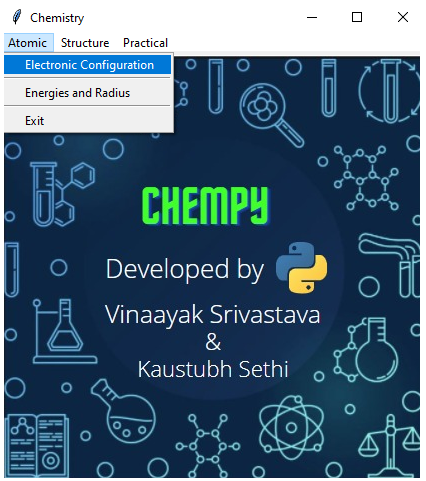 Chemistry
Atomic Structure Practical
Electronic Configuration
Energies and Radius
Exit
CHEMPY
Developed by
Vinaayak Srivastava
&
Kaustubh Sethi